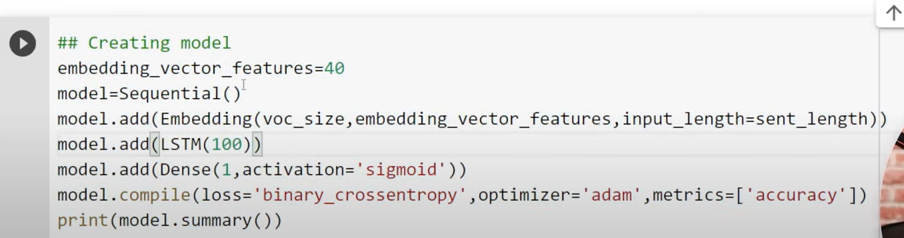 ## Creating model
embedding_vector_features=40
model=Sequential()
model.add(Embedding(voc_size,embedding_vector_features,input_length=sent_length))
model.add(LSTM(100))
model.add(Dense(1,activation='sigmoid'))
model.compile(loss='binary_crossentropy',optimizer='adam',metrics=['accuracy'])
print(model.summary())